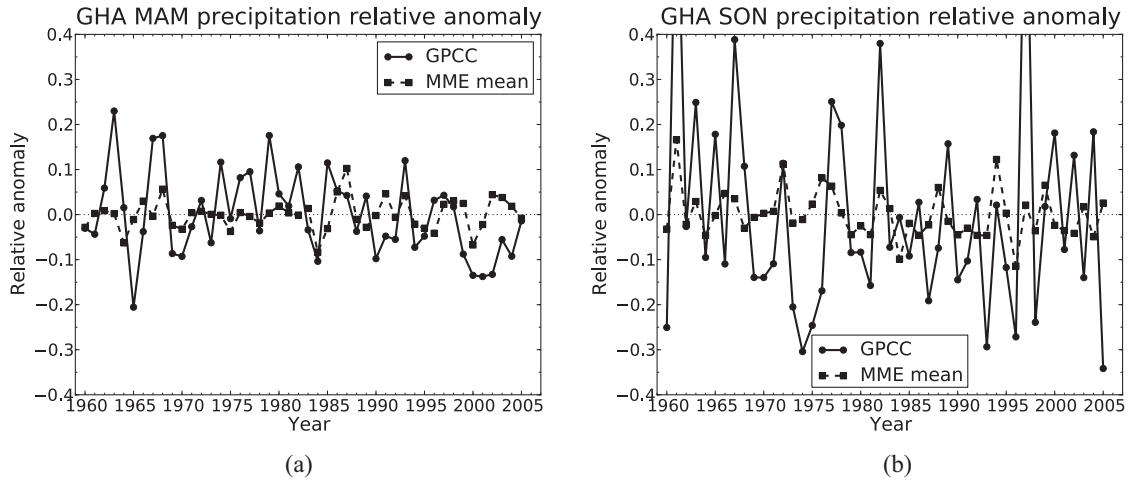 GHA MAM precipitation relative anomaly
0.4
0.3
0.2
0.1
0.0
−0.1
−0.2
−0.3
−0.4
Relative anomaly
GPCC
MME mean
1960 1965 1970 1975 1980 1985 1990 1995 2000 2005
Year
(a)
GHA SON precipitation relative anomaly
0.4
0.3
0.2
0.1
0.0
−0.1
−0.2
−0.3
−0.4
Relative anomaly
GPCC
MME mean
1960 1965 1970 1975 1980 1985 1990 1995 2000 2005
Year
(b)